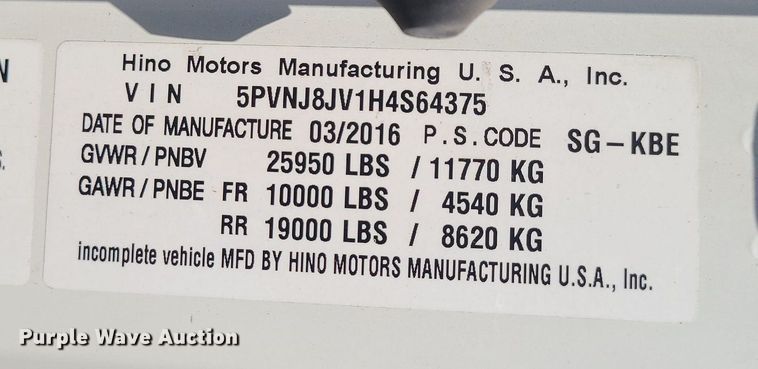 Hino Motors Manufacturing U. S. A., Inc.
VIN 5PVNJ8JV1H4S64375
DATE OF MANUFACTURE 03/2016 P.S.CODE SG-KBE
GVWR/PNBV 25950 LBS / 11770 KG
GAWR/PNBE FR 10000 LBS / 4540 KG
RR 19000 LBS / 8620 KG
incomplete vehicle MFD BY HINO MOTORS MANUFACTURING U.S.A., Inc.
Purple Wave Auction